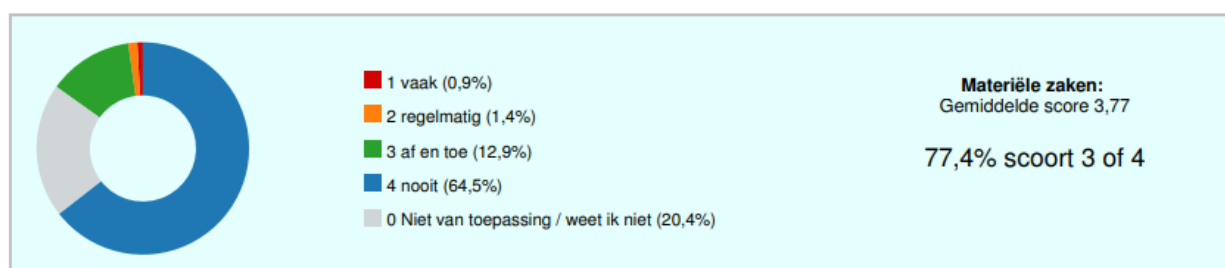 1 vaak (0,9%)
2 regelmatig (1,4%)
3 af en toe (12,9%)
4 nooit (64,5%)
0 Niet van toepassing / weet ik niet (20,4%)
Materiële zaken:
Gemiddelde score 3,77
77,4% scoort 3 of 4